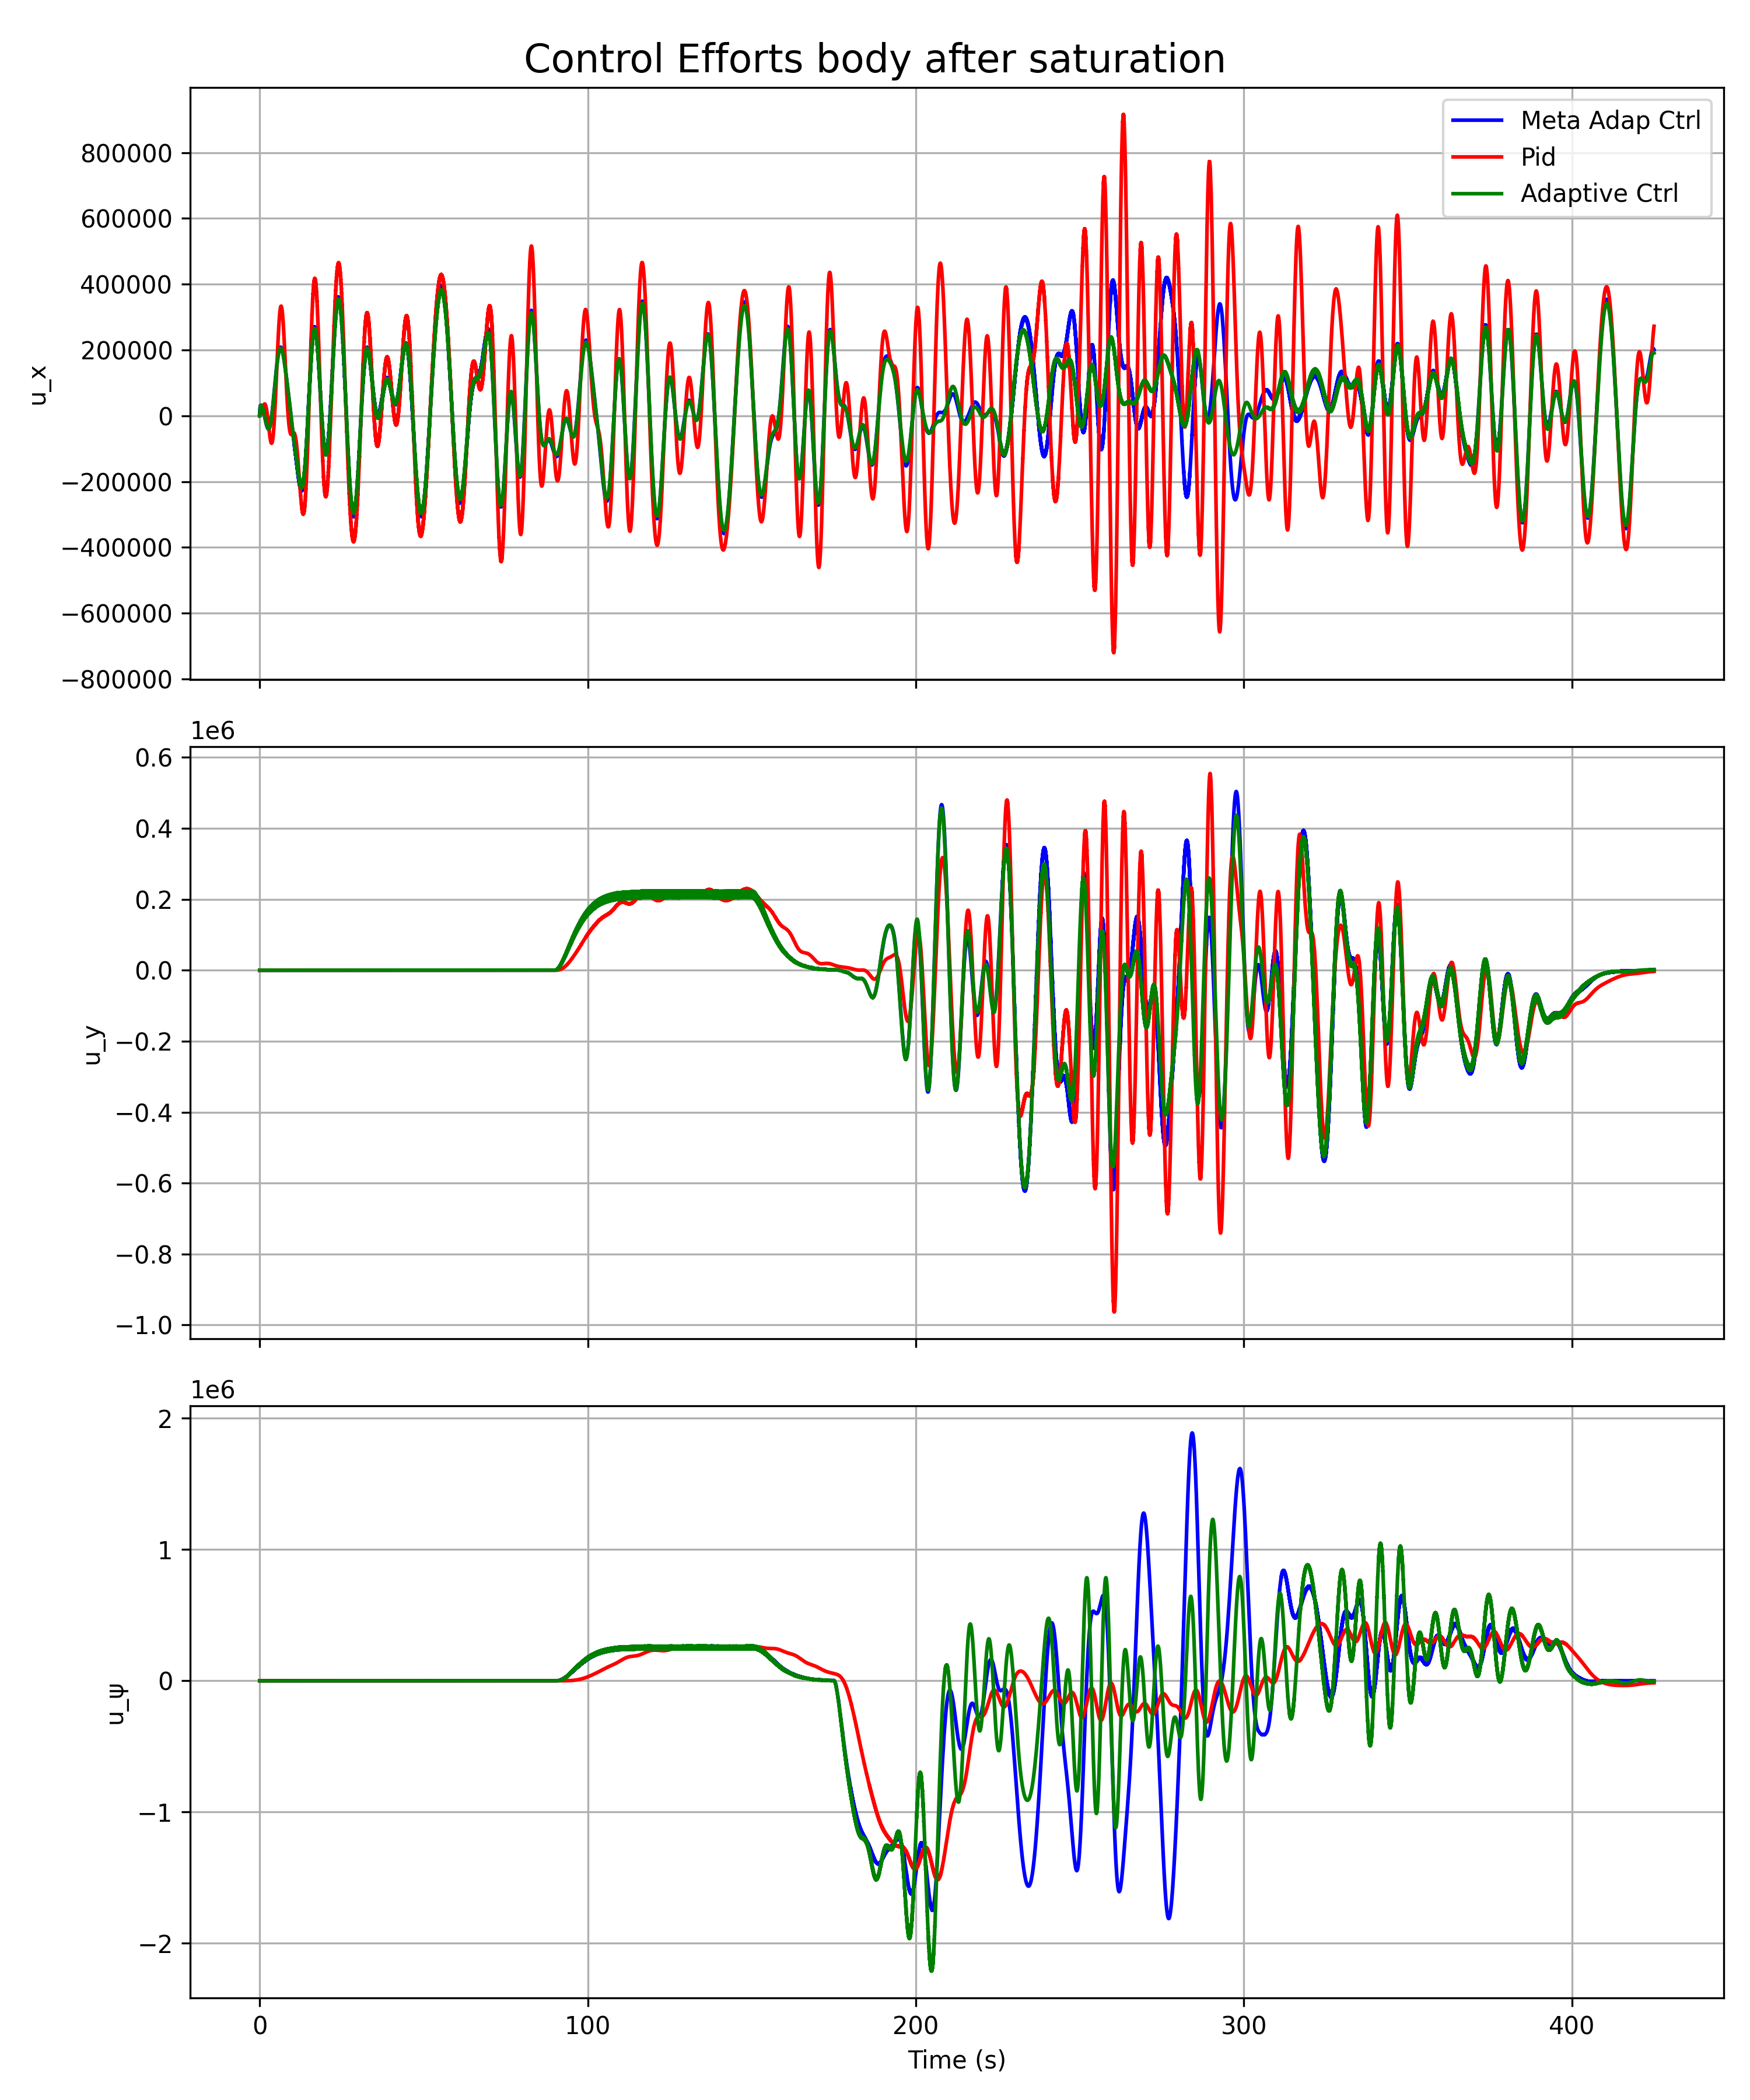 Control Efforts body after saturation
Meta Adap Ctrl
Pid
Adaptive Ctrl
800000
600000
400000
200000
0
−200000
−400000
−600000
−800000
u_x
1e6
0.6
0.4
0.2
0.0
−0.2
−0.4
−0.6
−0.8
−1.0
u_y
1e6
2
1
0
−1
−2
u_ψ
0 100 200 300 400
Time (s)